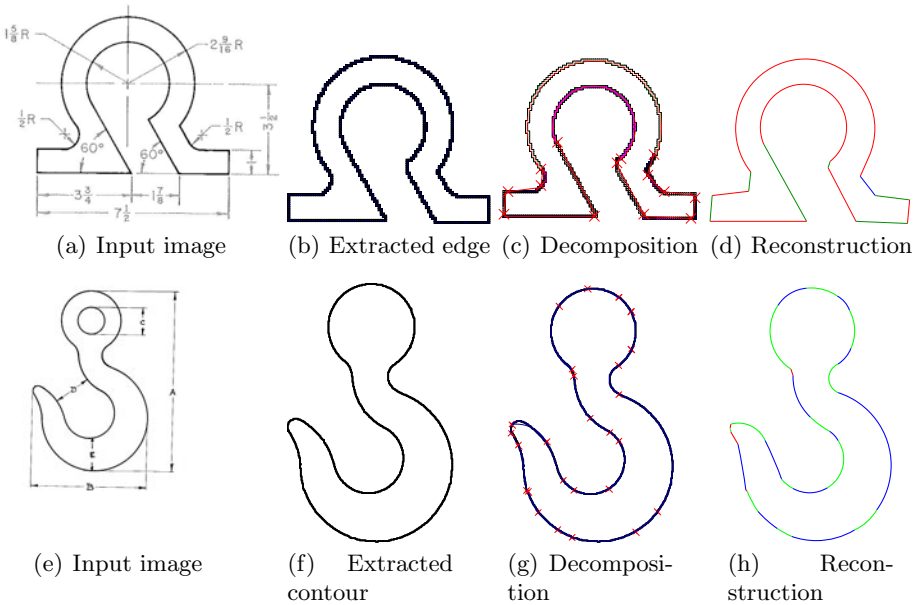 1 5/8 R
2 9/16 R
1/2 R
1/2 R
60°
60°
3 3/4
1 7/8
7 1/2
(a) Input image
(b) Extracted edge
(c) Decomposition
(d) Reconstruction
C
D
A
E
B
(e) Input image
(f) Extracted
contour
(g) Decomposi-
tion
(h) Recon-
struction